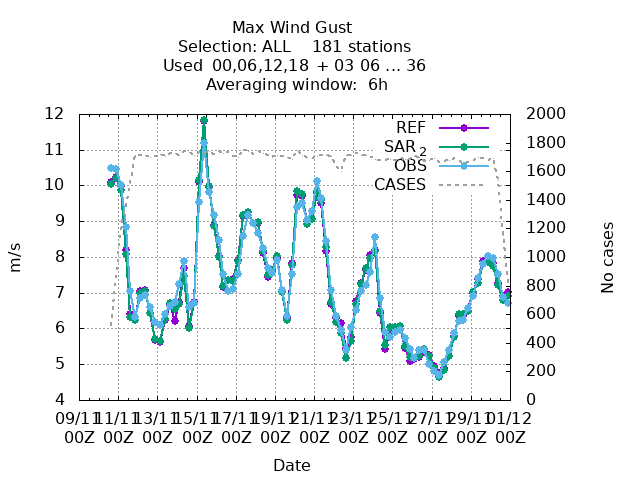 Max Wind Gust
Selection: ALL    181 stations
Used  00,06,12,18  + 03 06 ... 36
Averaging window:  6h
12 2000
11 1800
10 1600
9 1400
8 1200
7 1000
6 800
5 600
4 400
200
0
REF
SAR 2
OBS
CASES
m/s
No cases
09/11 11/11 13/11 15/11 17/11 19/11 21/11 23/11 25/11 27/11 29/11 01/12
00Z 00Z 00Z 00Z 00Z 00Z 00Z 00Z 00Z 00Z 00Z 00Z
Date